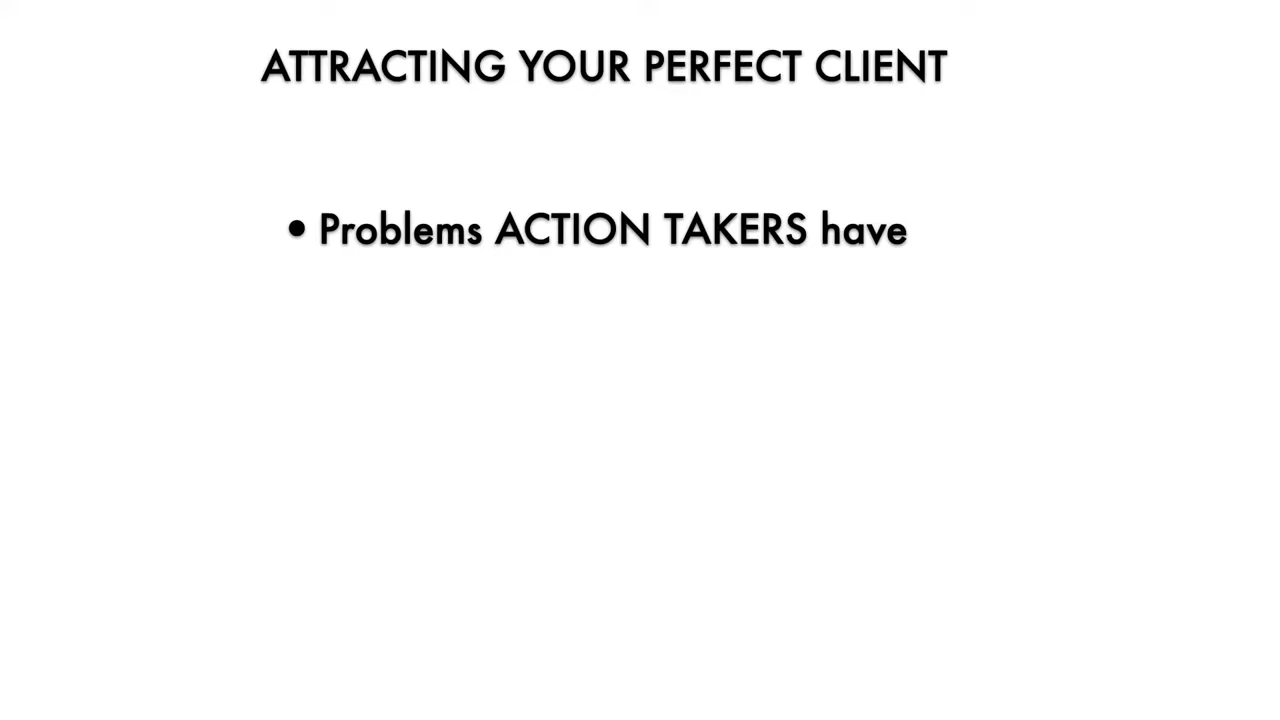 ATTRACTING YOUR PERFECT CLIENT
• Problems ACTION TAKERS have